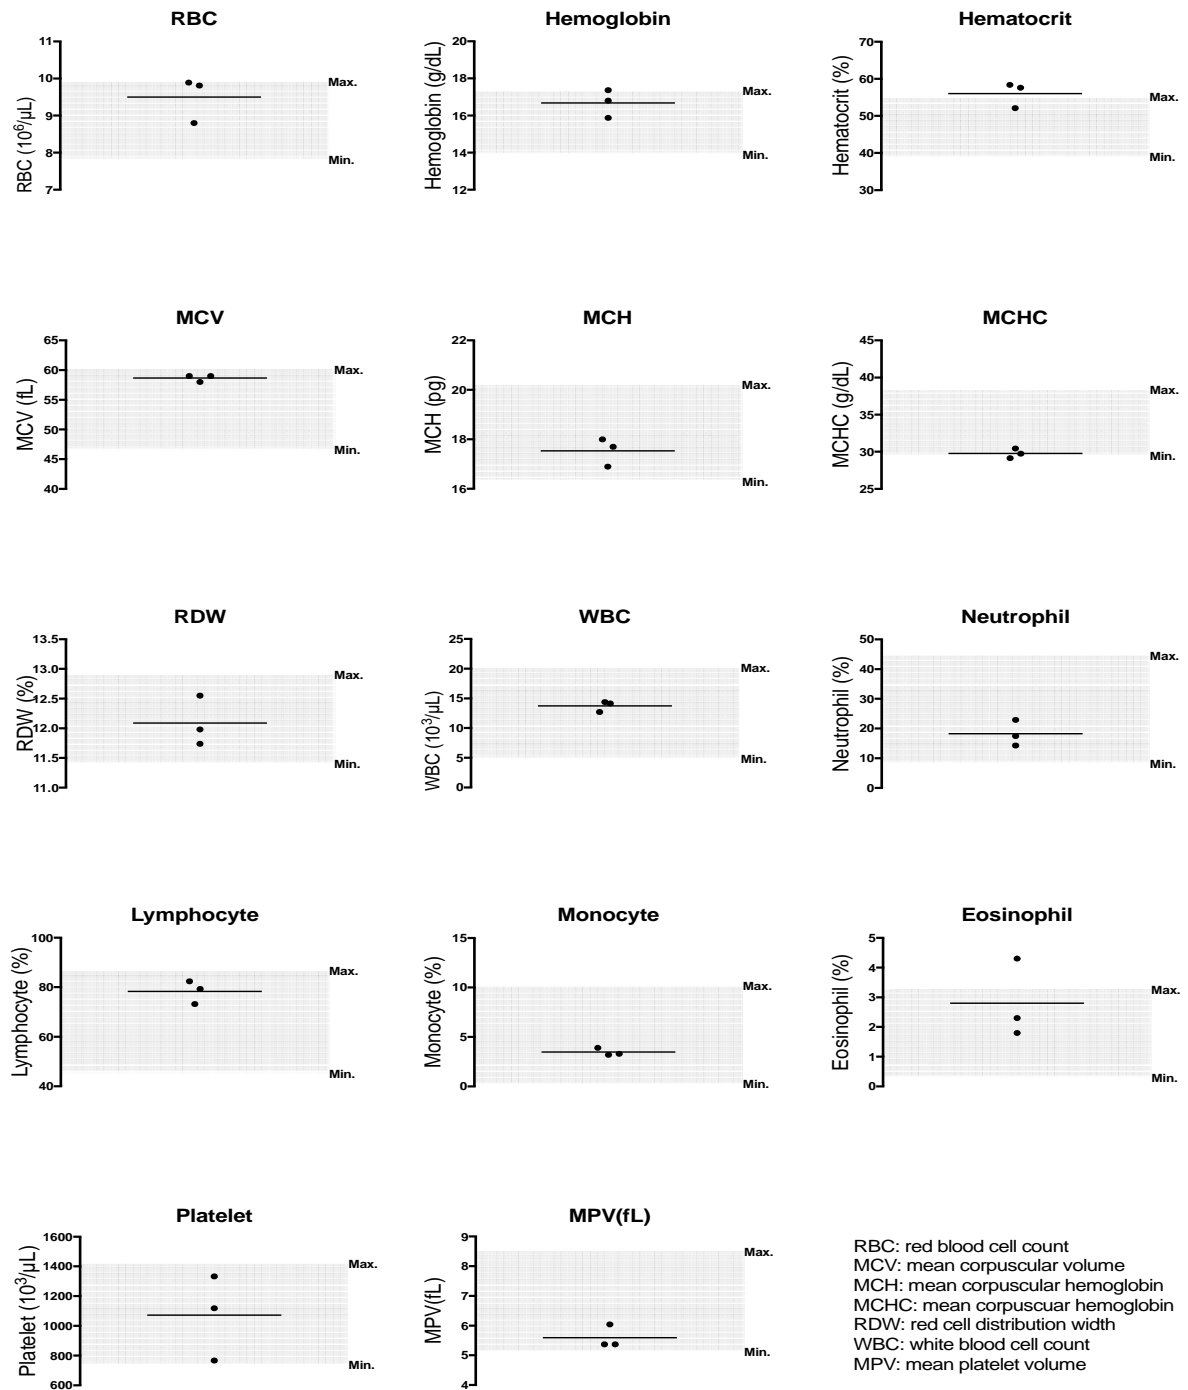 RBC
RBC (10⁶/µL)
11
10
9
8
7
Max.
Min.
Hemoglobin
Hemoglobin (g/dL)
20
18
16
14
12
Max.
Min.
Hematocrit
Hematocrit (%)
70
60
50
40
30
Max.
Min.
MCV
MCV (fL)
65
60
55
50
45
40
Max.
Min.
MCH
MCH (pg)
22
20
18
16
Max.
Min.
MCHC
MCHC (g/dL)
45
40
35
30
25
Max.
Min.
RDW
RDW (%)
13.5
13.0
12.5
12.0
11.5
11.0
Max.
Min.
WBC
WBC (10³/µL)
25
20
15
10
5
0
Max.
Min.
Neutrophil
Neutrophil (%)
50
40
30
20
10
0
Max.
Min.
Lymphocyte
Lymphocyte (%)
100
80
60
40
Max.
Min.
Monocyte
Monocyte (%)
15
10
5
0
Max.
Min.
Eosinophil
Eosinophil (%)
5
4
3
2
1
0
Max.
Min.
Platelet
Platelet (10³/µL)
1600
1400
1200
1000
800
600
Max.
Min.
MPV(fL)
MPV(fL)
9
8
7
6
5
4
Max.
Min.
RBC: red blood cell count
MCV: mean corpuscular volume
MCH: mean corpuscular hemoglobin
MCHC: mean corpuscuar hemoglobin
RDW: red cell distribution width
WBC: white blood cell count
MPV: mean platelet volume